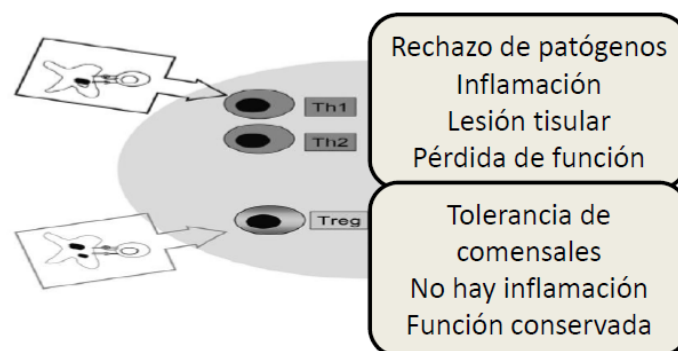 Rechazo de patógenos
Inflamación
Lesión tisular
Pérdida de función
Th1
Th2
Treg
Tolerancia de
comensales
No hay inflamación
Función conservada